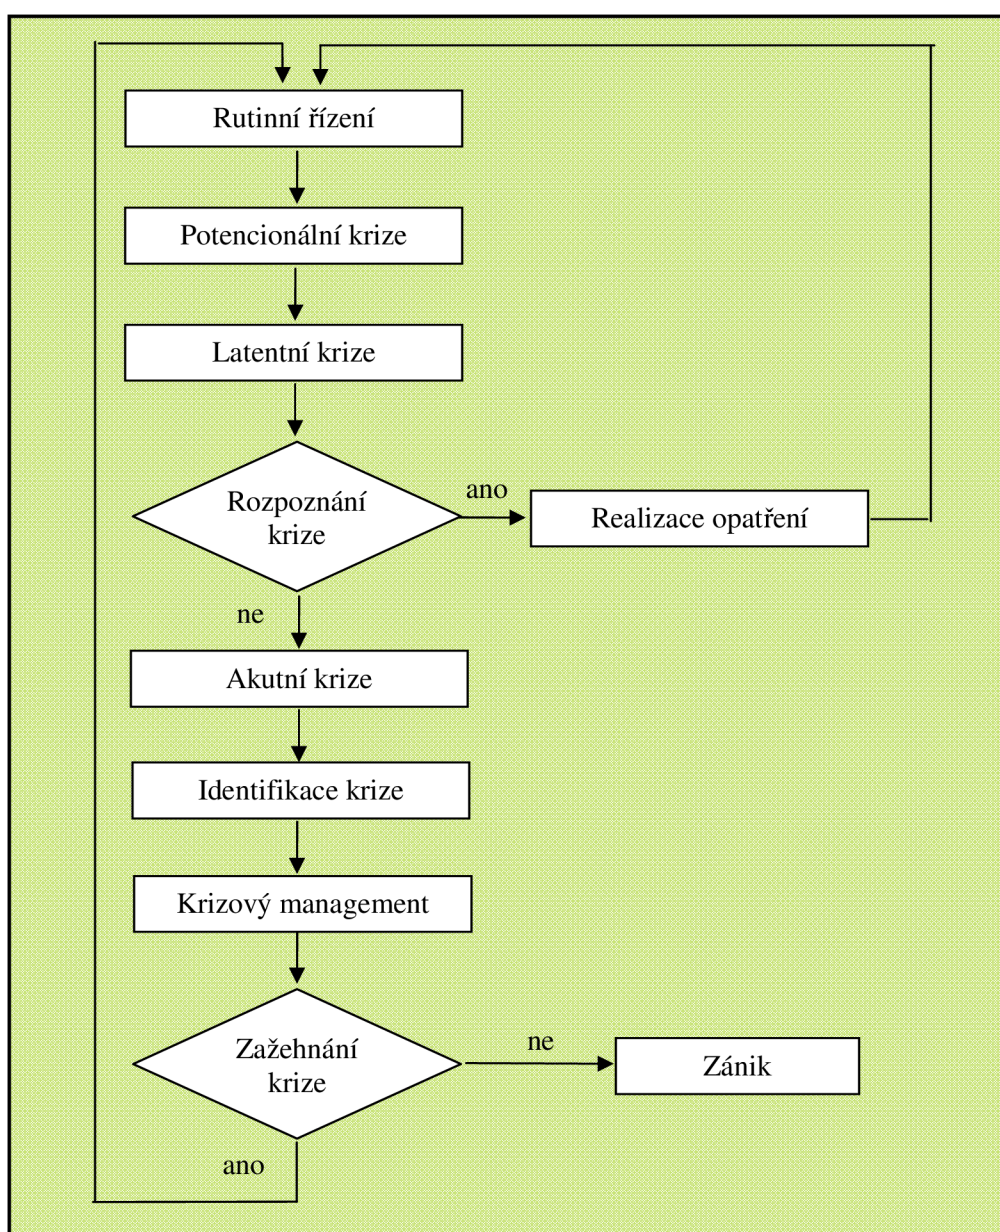 Rutinní řízení
Potencionální krize
Latentní krize
Rozpoznání
krize
ano
Realizace opatření
ne
Akutní krize
Identifikace krize
Krizový management
Zažehnání
krize
ne
Zánik
ano